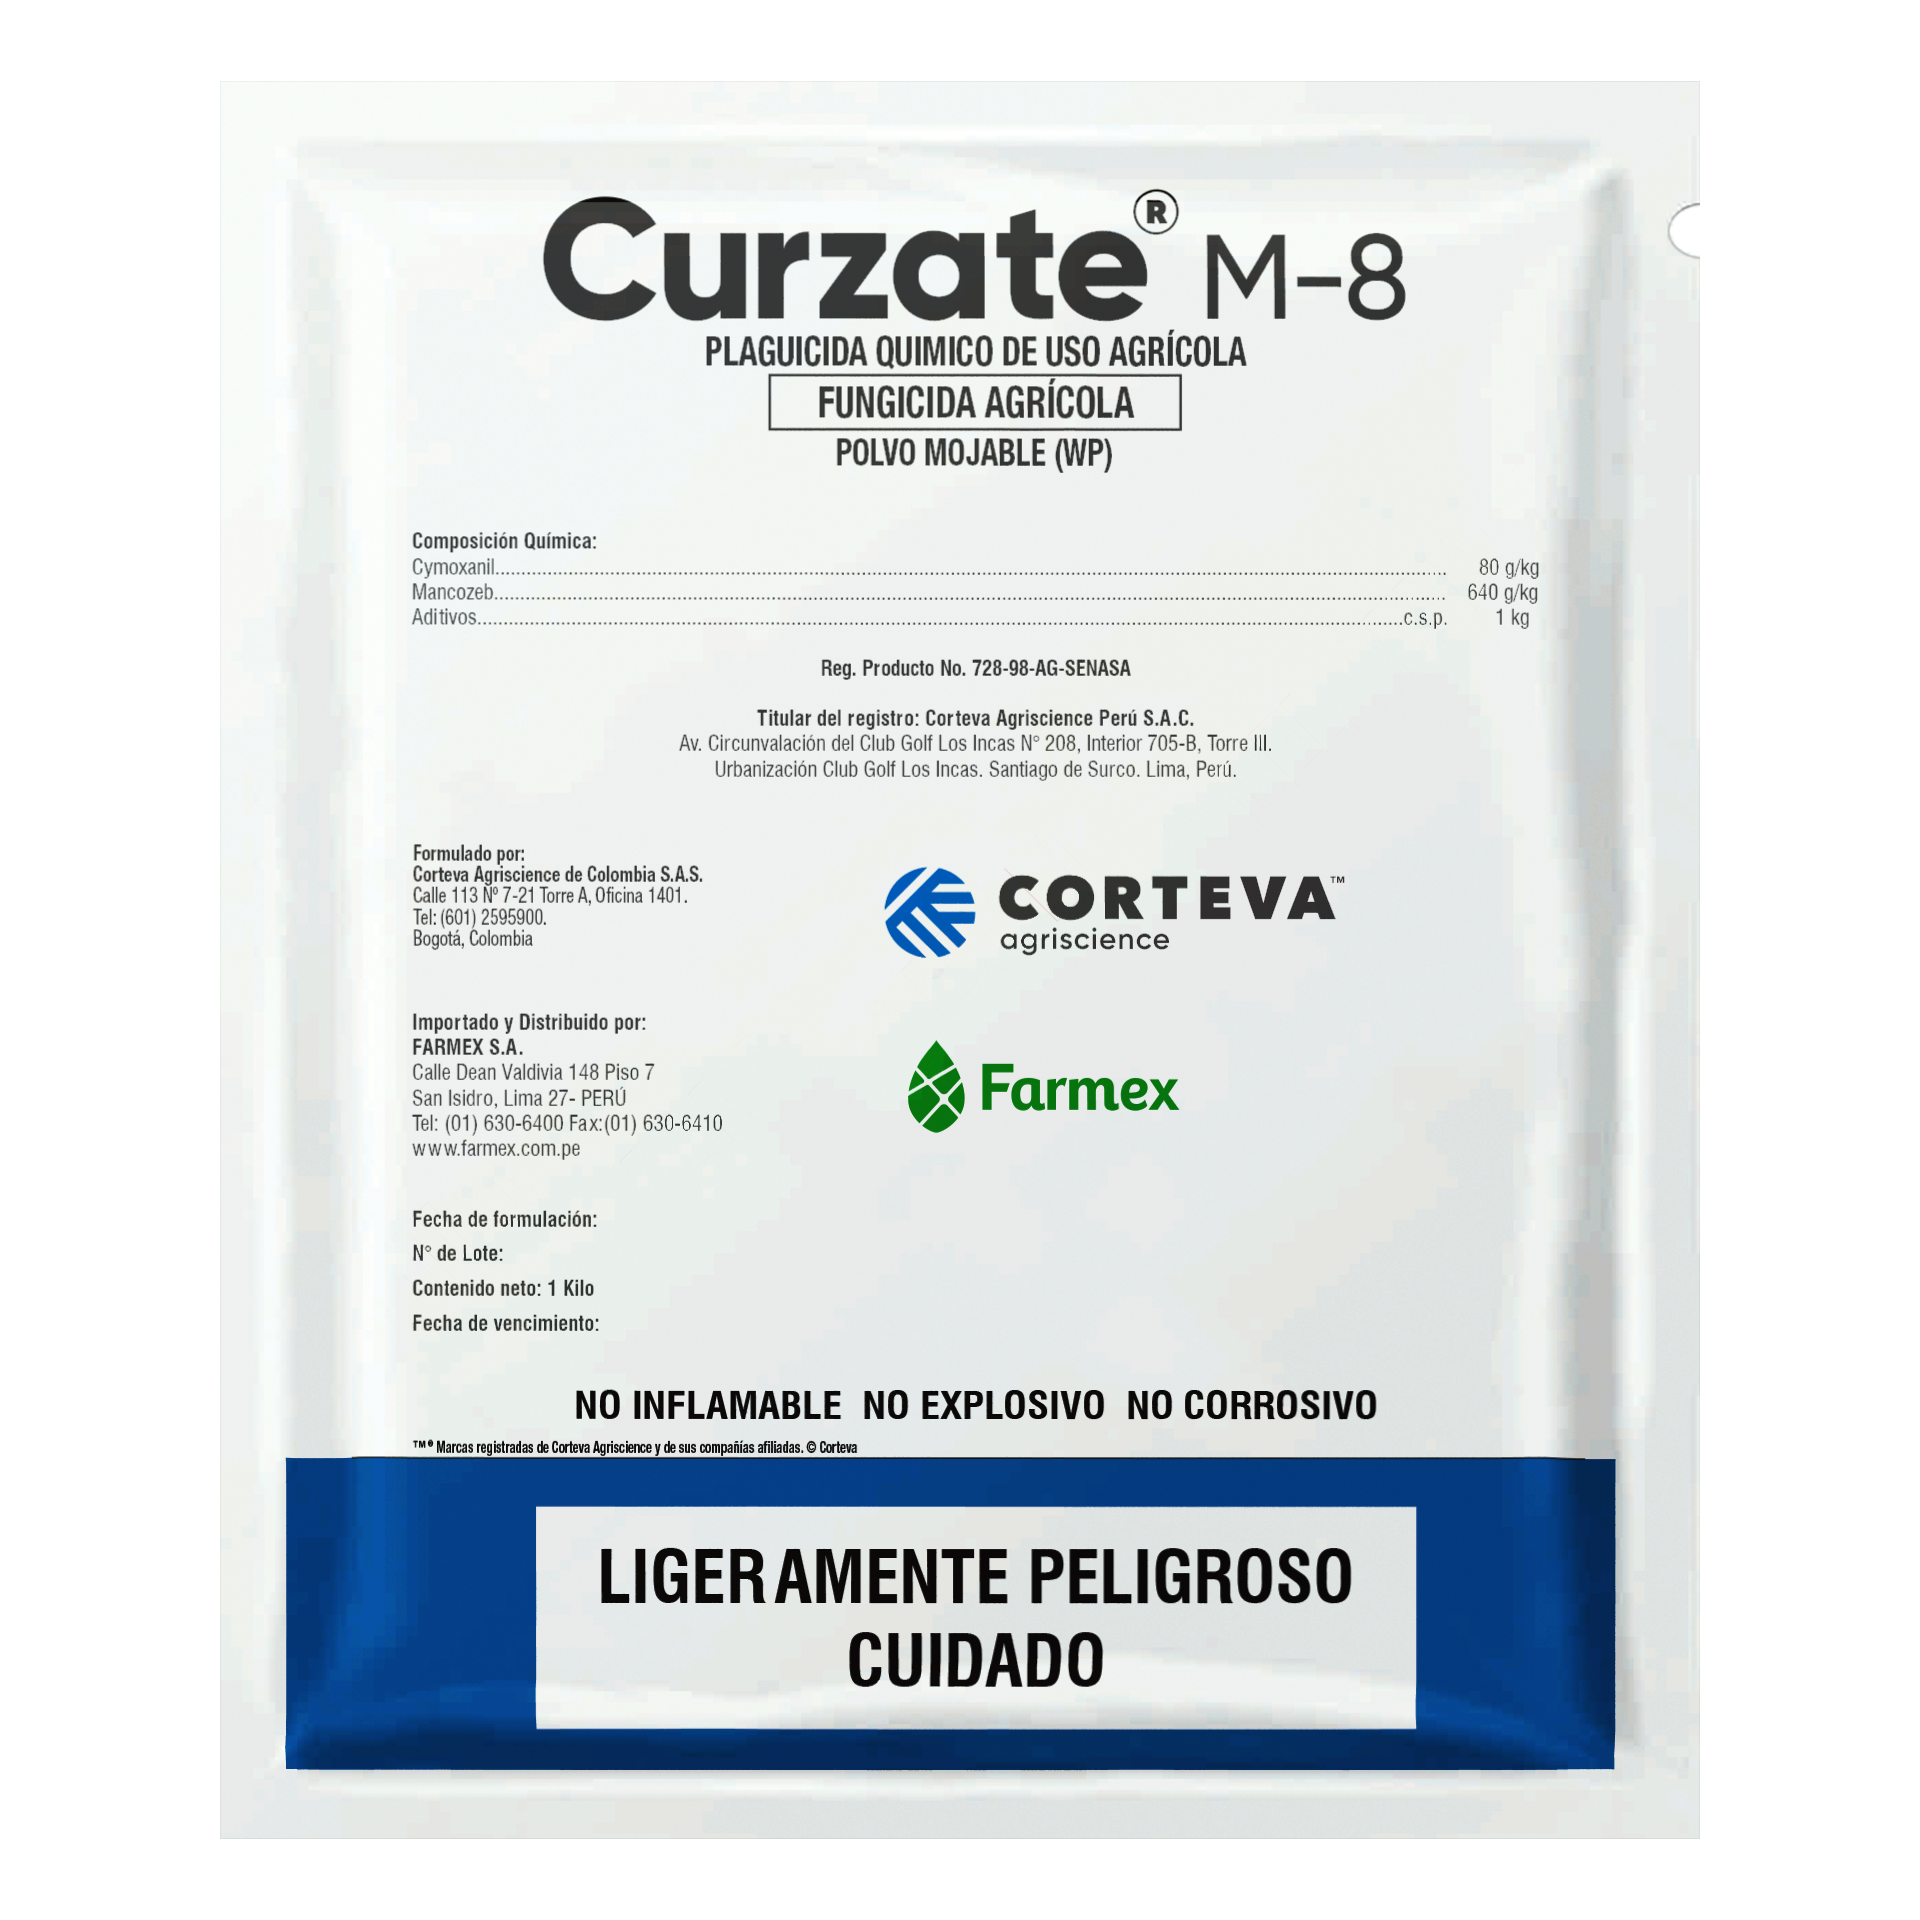 Curzate® M-8
PLAGUICIDA QUIMICO DE USO AGRÍCOLA
FUNGICIDA AGRÍCOLA
POLVO MOJABLE (WP)
Composición Química:
Cymoxanil.......... 80 g/kg
Mancozeb.......... 640 g/kg
Aditivos..........c.s.p. 1 kg
Reg. Producto No. 728-98-AG-SENASA
Titular del registro: Corteva Agriscience Perú S.A.C.
Av. Circunvalación del Club Golf Los Incas N° 208, Interior 705-B, Torre III.
Urbanización Club Golf Los Incas. Santiago de Surco. Lima, Perú.
Formulado por:
Corteva Agriscience de Colombia S.A.S.
Calle 113 Nº 7-21 Torre A, Oficina 1401.
Tel: (601) 2595900.
Bogotá, Colombia
CORTEVA™
agriscience
Importado y Distribuido por:
FARMEX S.A.
Calle Dean Valdivia 148 Piso 7
San Isidro, Lima 27- PERÚ
Tel: (01) 630-6400 Fax:(01) 630-6410
www.farmex.com.pe
Farmex
Fecha de formulación:
N° de Lote:
Contenido neto: 1 Kilo
Fecha de vencimiento:
NO INFLAMABLE NO EXPLOSIVO NO CORROSIVO
™® Marcas registradas de Corteva Agriscience y de sus compañías afiliadas. © Corteva
LIGERAMENTE PELIGROSO
CUIDADO